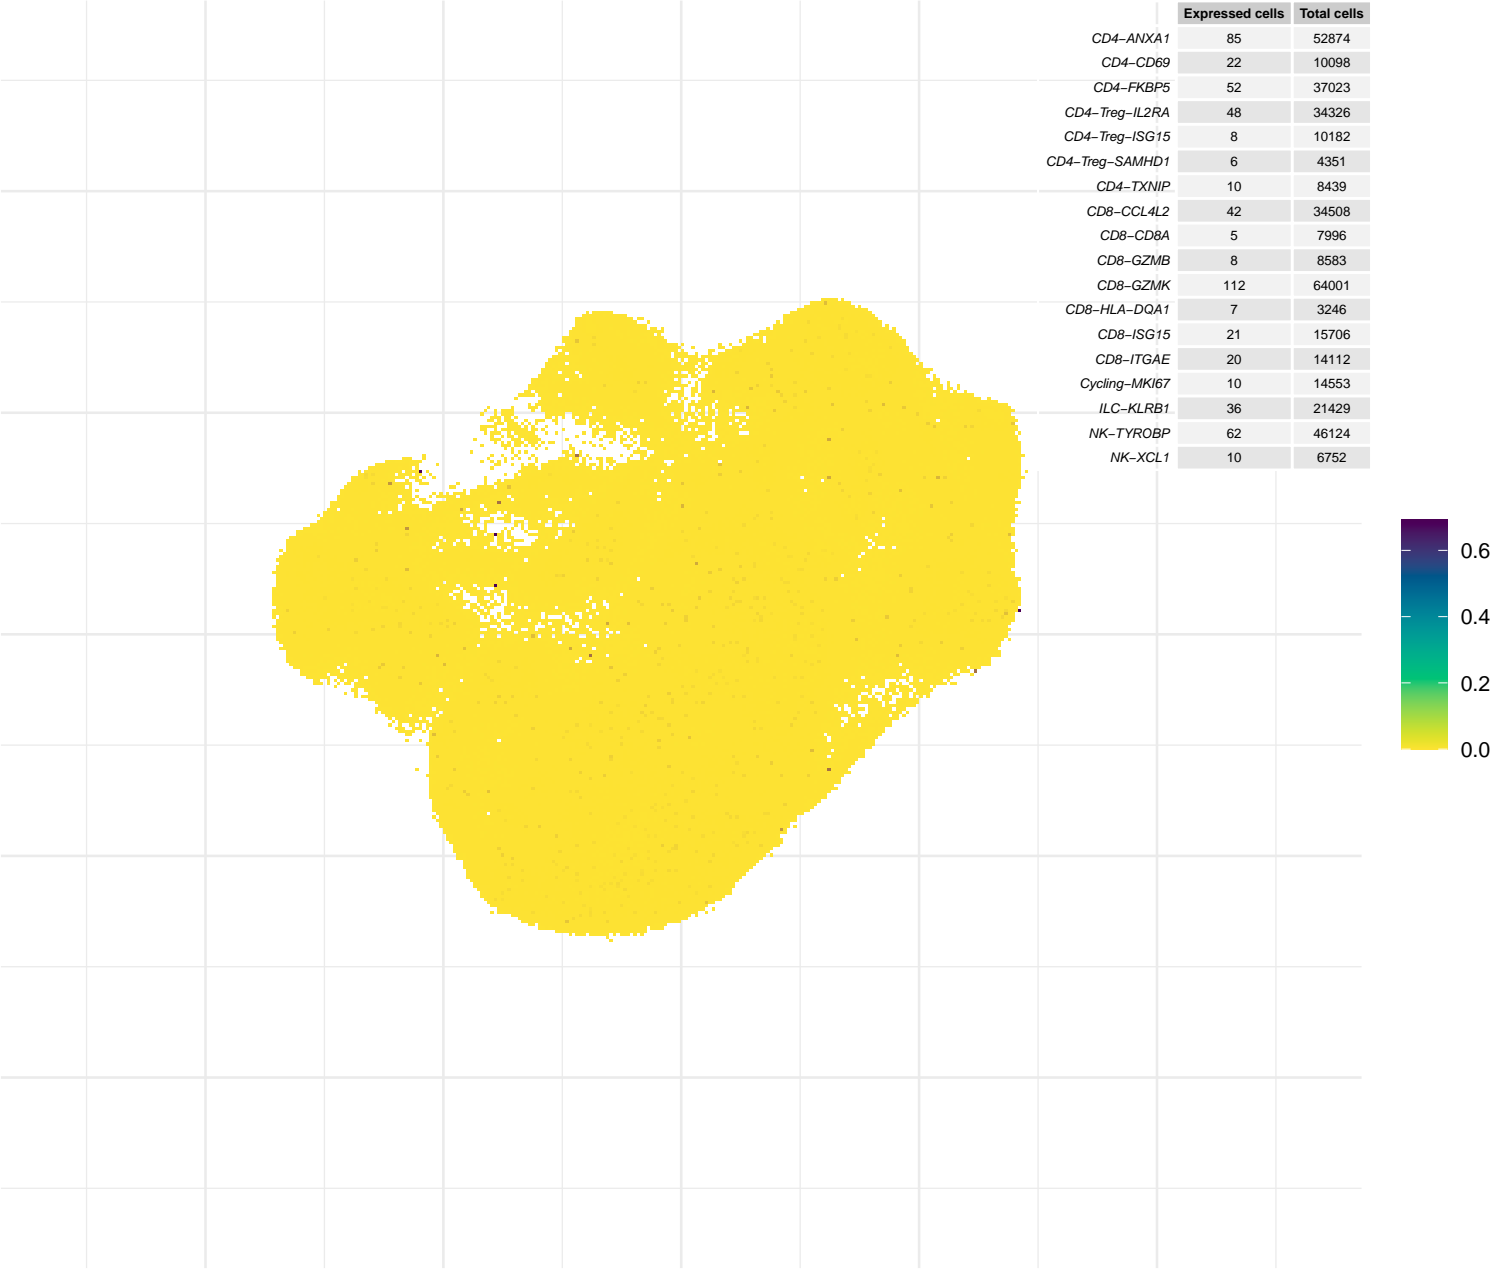 Expressed cells Total cells
CD4−ANXA1 85 52874
CD4−CD69 22 10098
CD4−FKBP5 52 37023
CD4−Treg−IL2RA 48 34326
CD4−Treg−ISG15 8 10182
CD4−Treg−SAMHD1 6 4351
CD4−TXNIP 10 8439
CD8−CCL4L2 42 34508
CD8−CD8A 5 7996
CD8−GZMB 8 8583
CD8−GZMK 112 64001
CD8−HLA−DQA1 7 3246
CD8−ISG15 21 15706
CD8−ITGAE 20 14112
Cycling−MKI67 10 14553
ILC−KLRB1 36 21429
NK−TYROBP 62 46124
NK−XCL1 10 6752
0.6
0.4
0.2
0.0